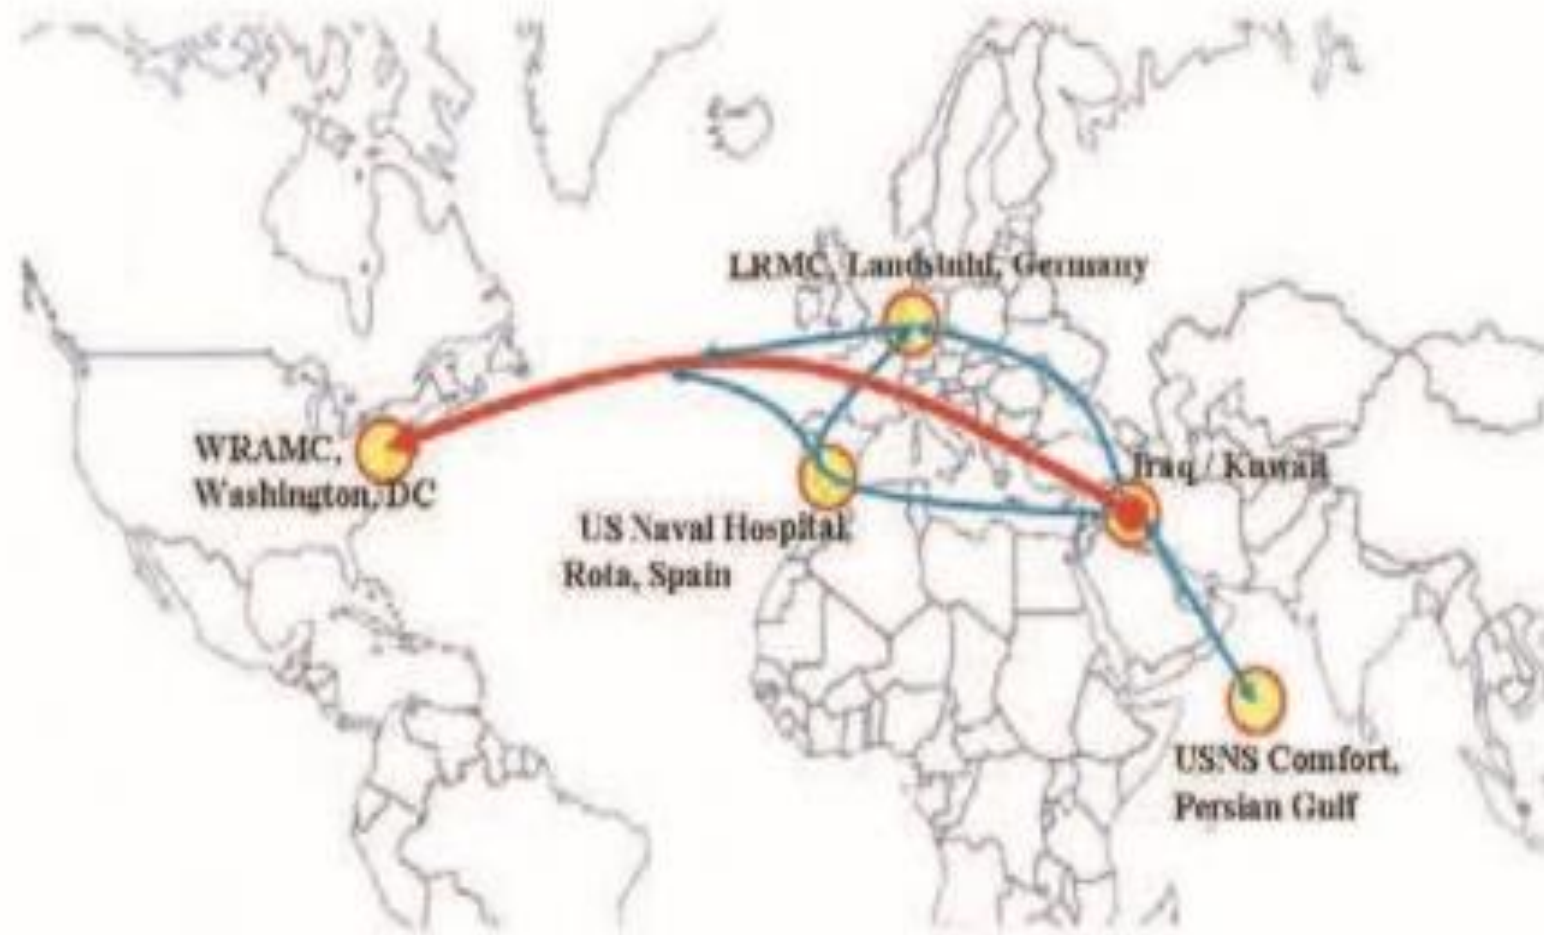 LRMC, Landstuhl, Germany
WRAMC,
Washington, DC
Iraq / Kuwait
US Naval Hospital,
Rota, Spain
USNS Comfort,
Persian Gulf